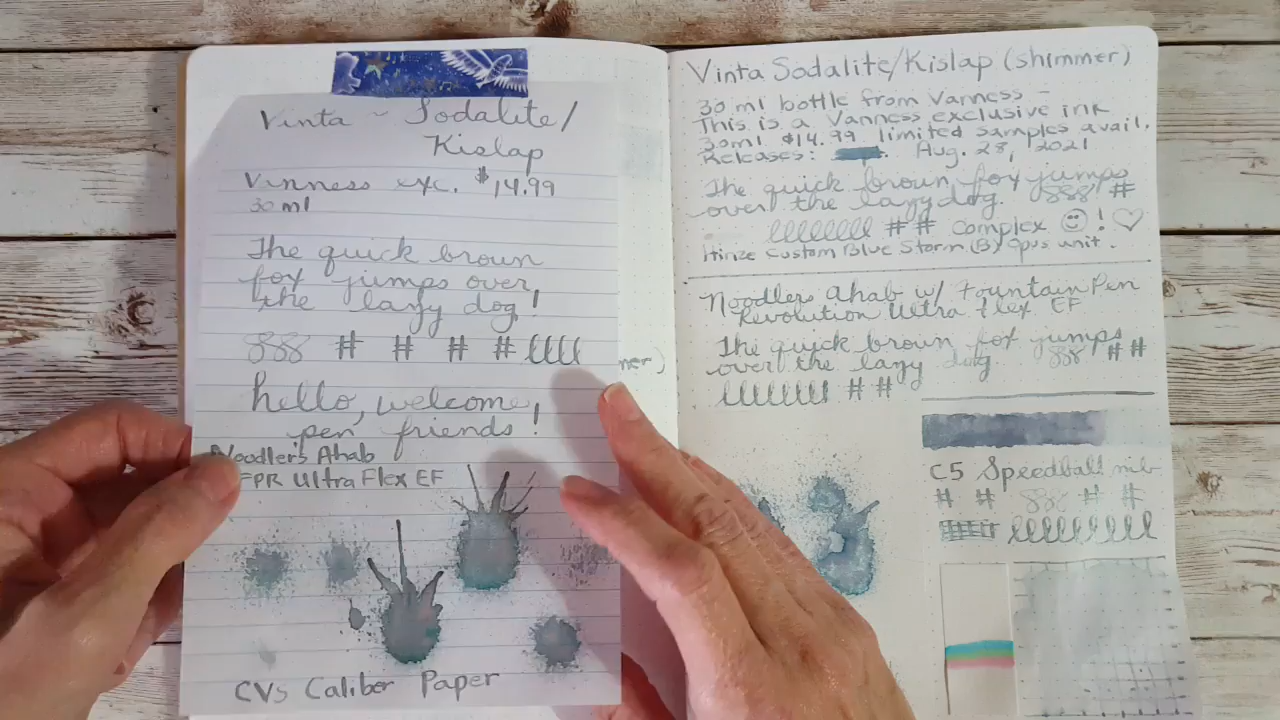 Vinta ~ Sodalite/
Kislap
Vanness exc. $14.99
30 ml
The quick brown
fox jumps over,
the lazy dog!
888 # # # # llll
hello, welcome,
pen friends!
Noodler's Ahab
FPR Ultra Flex EF
CVS Caliber Paper
mer)
Vinta Sodalite/Kislap (shimmer)
30 ml bottle from Vanness -
This is a Vanness exclusive ink
30ml $14.99 limited samples avail.
Releases: Aug. 28, 2021
The quick brown fox jumps
over the lazy dog. 888 #
llllllll # # Complex ! 
Hinze Custom Blue Storm (B) opus unit.
Noodlers Ahab w/ Fountain Pen
Revolution Ultra flex EF
The quick brown fox jumps
over the lazy dog. 888 # #
llllllll # #
C5 Speedball nib
# # 888 # #
lllllllll